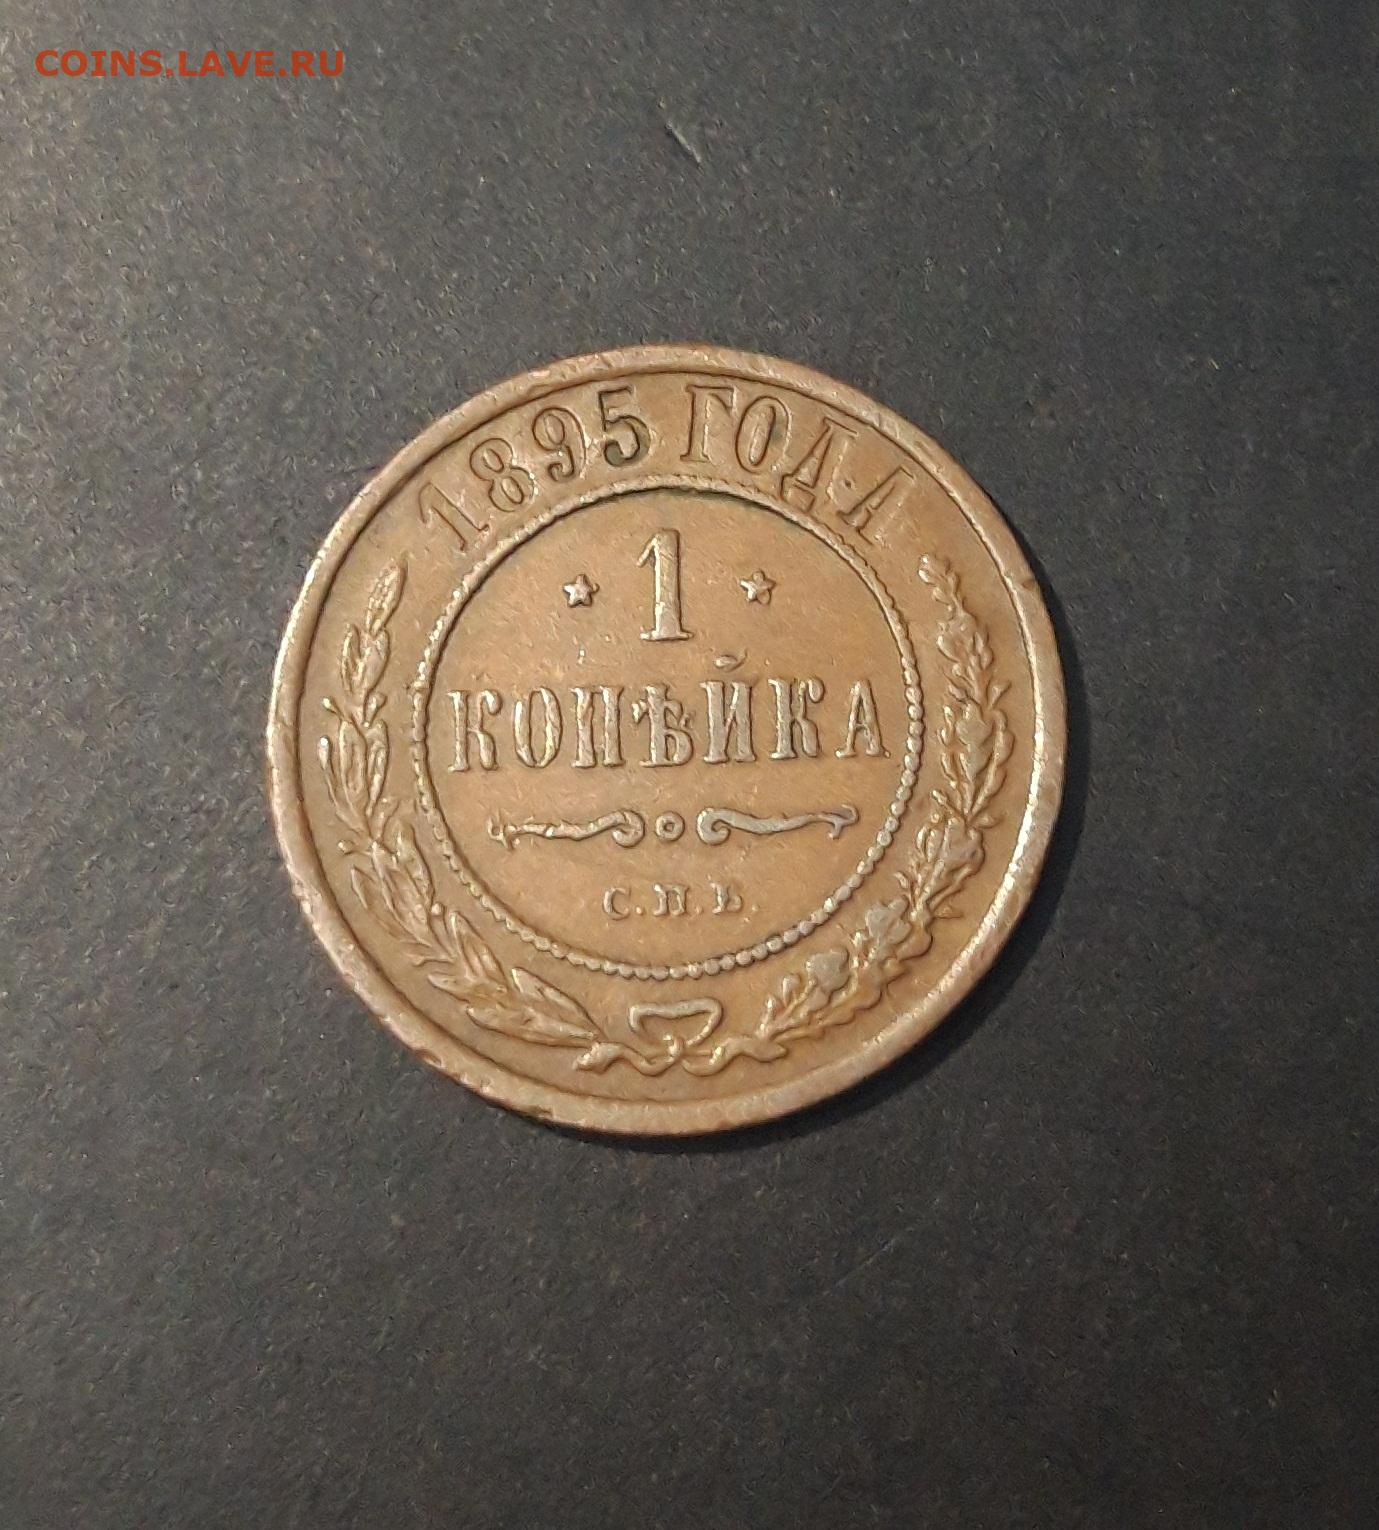 COINS.LAVE.RU
1895 ГОДА
1
КОПѢЙКА
С.П.Б.